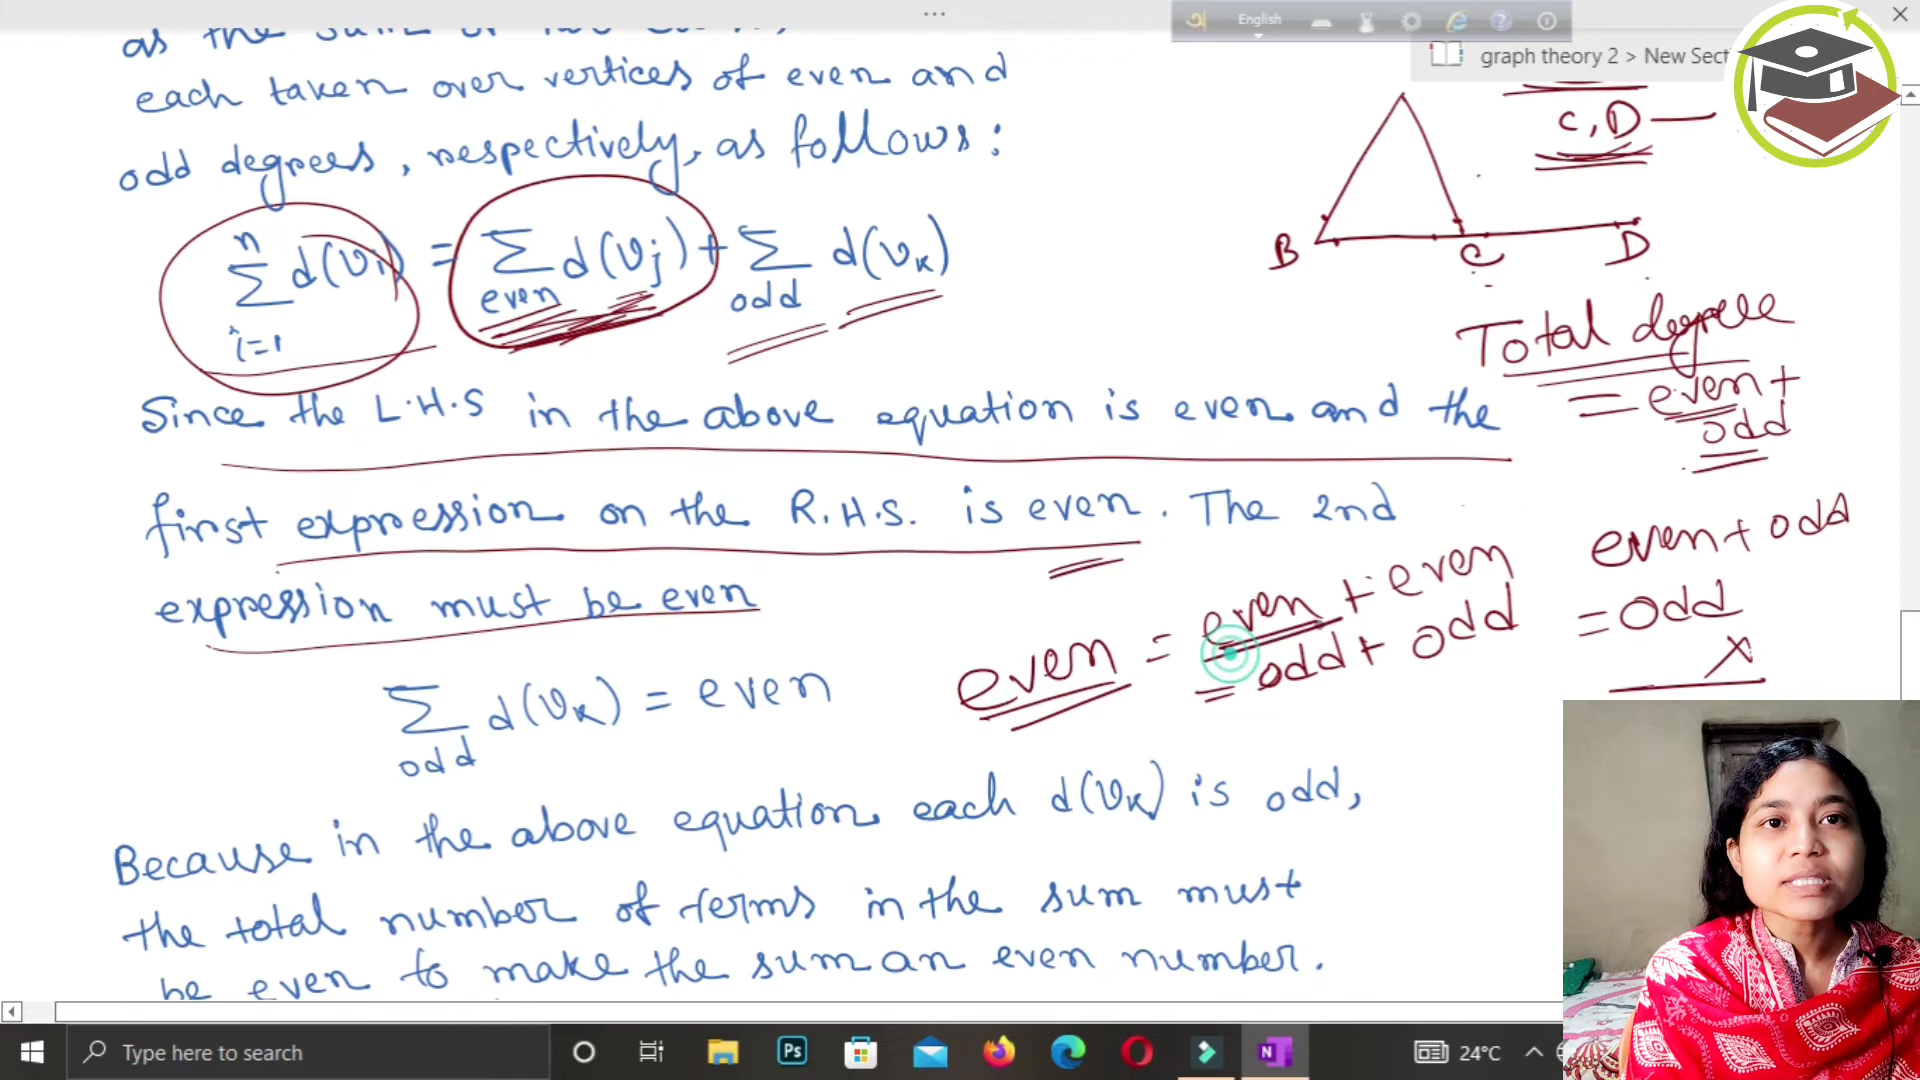 English
graph theory 2 > New Sect
each taken over vertices of even and
odd degrees, respectively, as follows:
n
∑ d(vi) = ∑ d(vj) + ∑ d(vk)
i=1 even odd
Since the L.H.S in the above equation is even and the
first expression on the R.H.S. is even. The 2nd
expression must be even
∑ d(vk) = even
odd
Because in the above equation each d(vk) is odd,
the total number of terms in the sum must
be even to make the sum an even number.
C, D
B C D
Total degree
= even +
odd
even = even + even
= odd + odd
even + odd
= odd
X
Type here to search
Ps
N
24°C